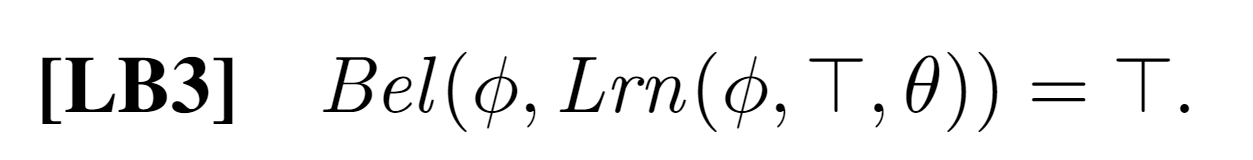 [LB3] Bel(ϕ, Lrn(ϕ, ⊤, θ)) = ⊤.